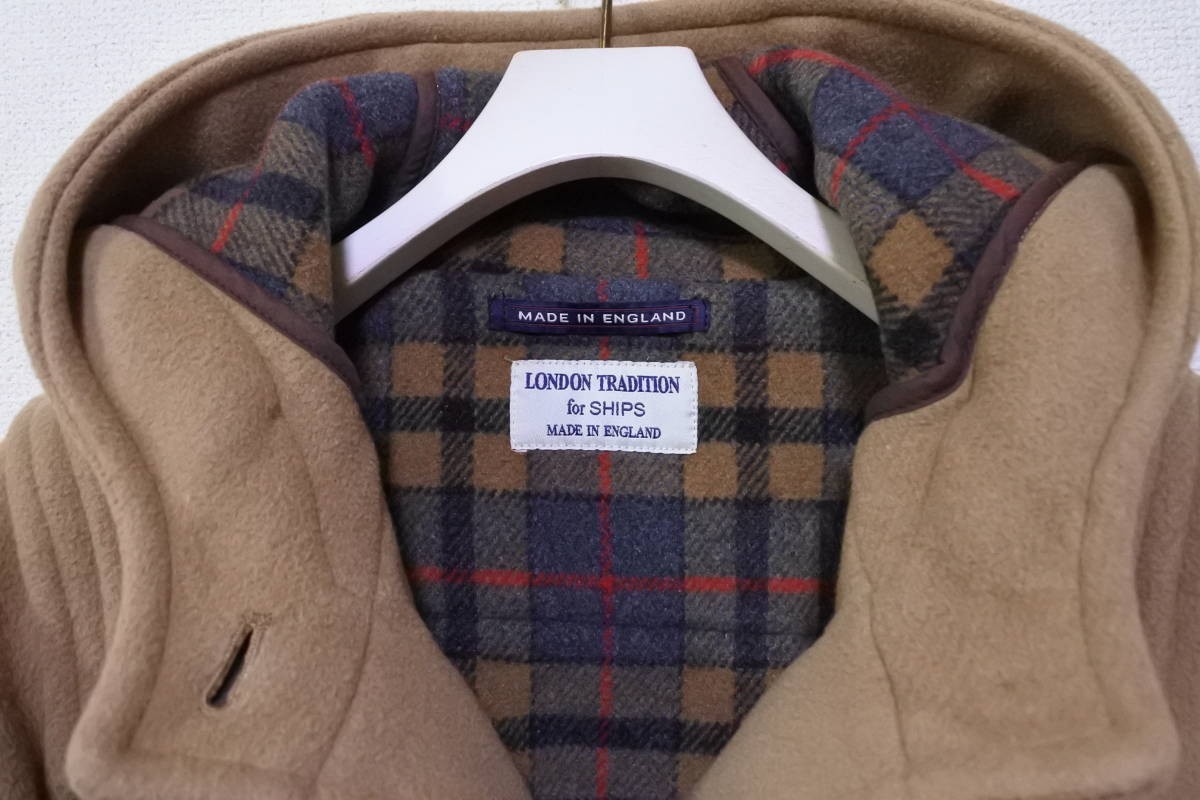 MADE IN ENGLAND
LONDON TRADITION
for SHIPS
MADE IN ENGLAND